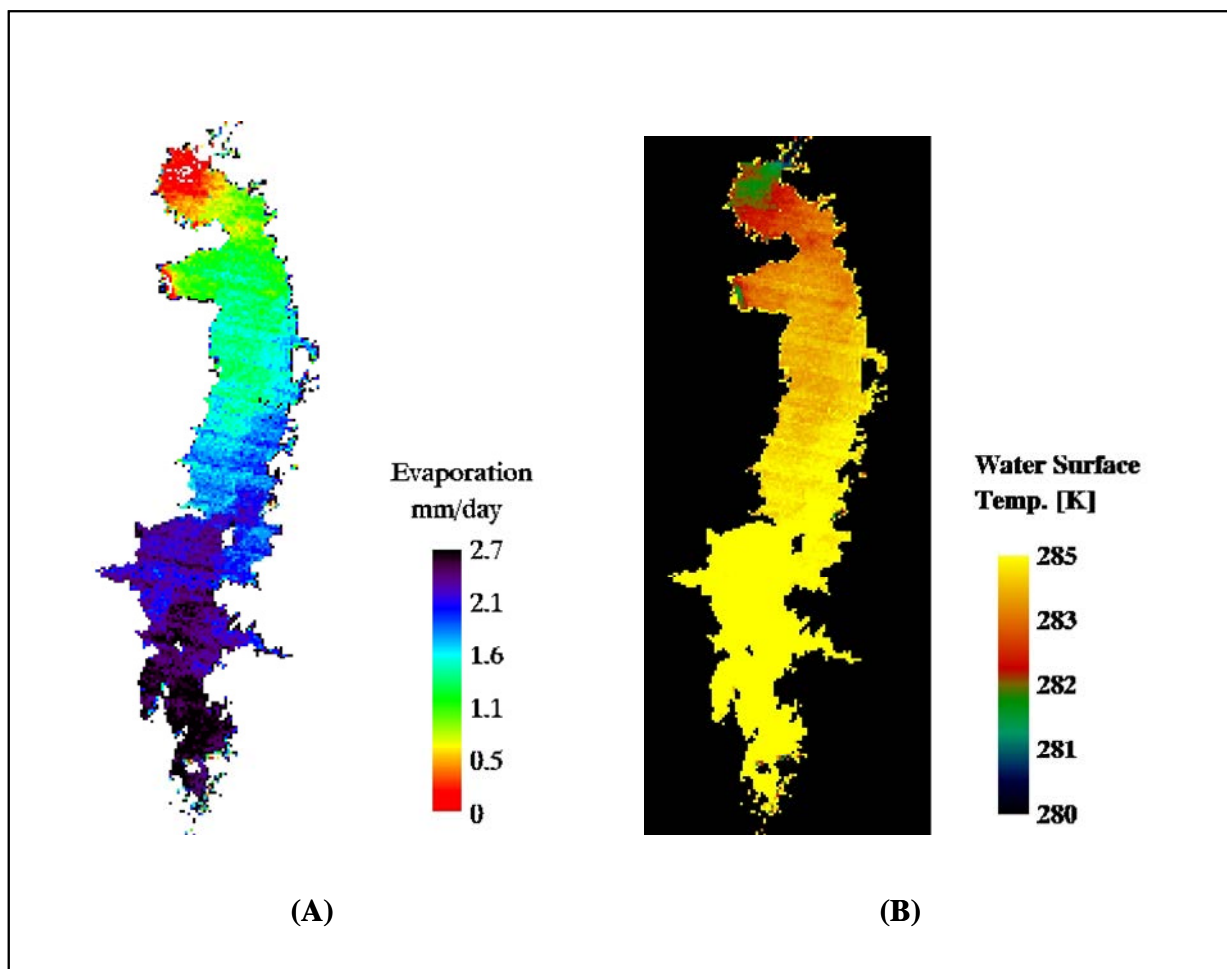 Evaporation
mm/day
2.7
2.1
1.6
1.1
0.5
0
(A)
Water Surface
Temp. [K]
285
283
282
281
280
(B)